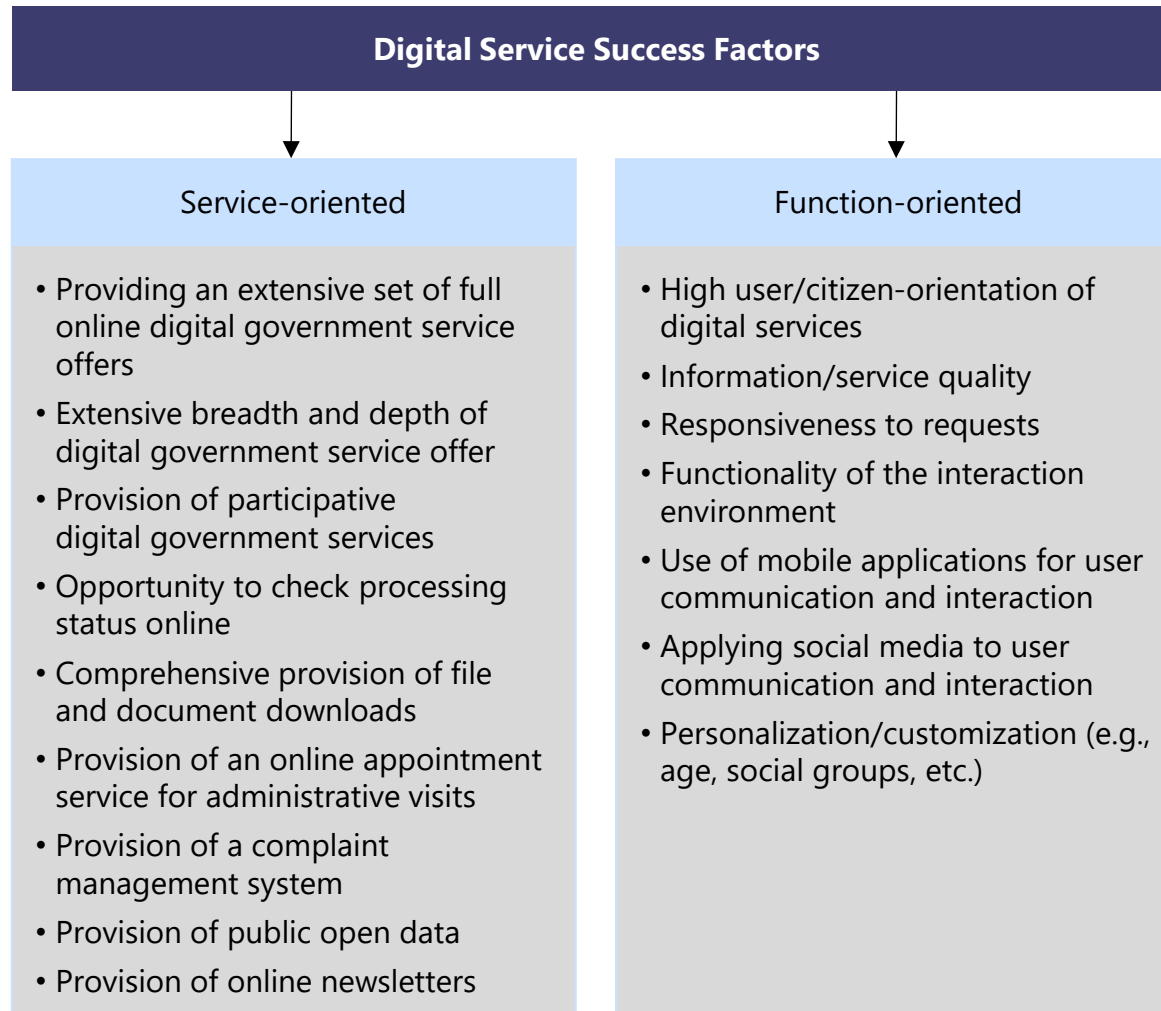 Digital Service Success Factors
Service-oriented
• Providing an extensive set of full
online digital government service
offers
• Extensive breadth and depth of
digital government service offer
• Provision of participative
digital government services
• Opportunity to check processing
status online
• Comprehensive provision of file
and document downloads
• Provision of an online appointment
service for administrative visits
• Provision of a complaint
management system
• Provision of public open data
• Provision of online newsletters
Function-oriented
• High user/citizen-orientation of
digital services
• Information/service quality
• Responsiveness to requests
• Functionality of the interaction
environment
• Use of mobile applications for user
communication and interaction
• Applying social media to user
communication and interaction
• Personalization/customization (e.g.,
age, social groups, etc.)